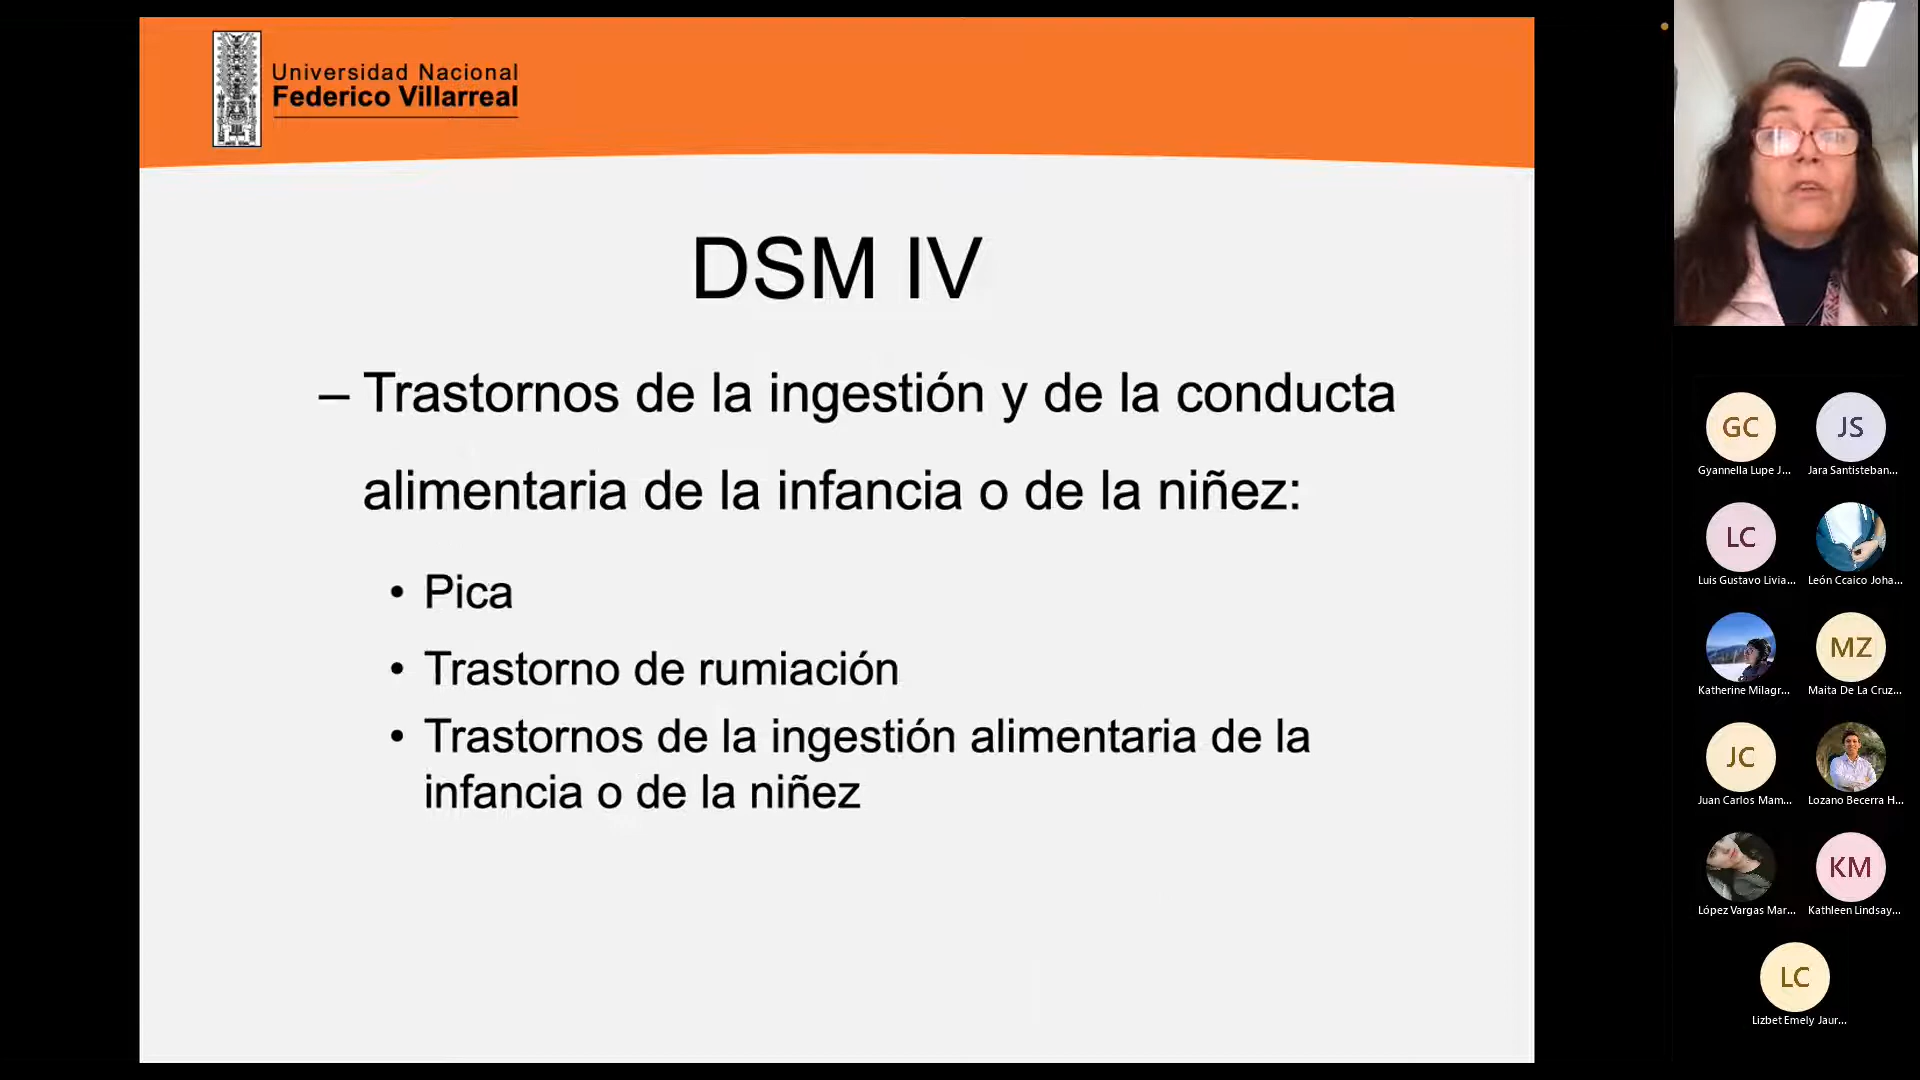 Universidad Nacional
Federico Villarreal
DSM IV
– Trastornos de la ingestión y de la conducta
alimentaria de la infancia o de la niñez:
• Pica
• Trastorno de rumiación
• Trastornos de la ingestión alimentaria de la
infancia o de la niñez
GC
JS
Gyannella Lupe J...
Jara Santisteban...
LC
Luis Gustavo Livia...
León Ccaico Joha...
MZ
Katherine Milagr...
Maita De La Cruz...
JC
Juan Carlos Mam...
Lozano Becerra H...
KM
López Vargas Mar...
Kathleen Lindsay...
LC
Lizbet Emely Jaur...